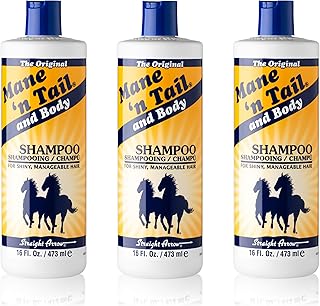 The Original
Mane
'n Tail®
and Body
SHAMPOO
SHAMPOOING / CHAMPÚ
FOR SHINY, MANAGEABLE HAIR
Straight Arrow
16 Fl. Oz. / 473 ml ℮
The Original
Mane
'n Tail®
and Body
SHAMPOO
SHAMPOOING / CHAMPÚ
FOR SHINY, MANAGEABLE HAIR
Straight Arrow
16 Fl. Oz. / 473 ml ℮
The Original
Mane
'n Tail®
and Body
SHAMPOO
SHAMPOOING / CHAMPÚ
FOR SHINY, MANAGEABLE HAIR
Straight Arrow
16 Fl. Oz. / 473 ml ℮